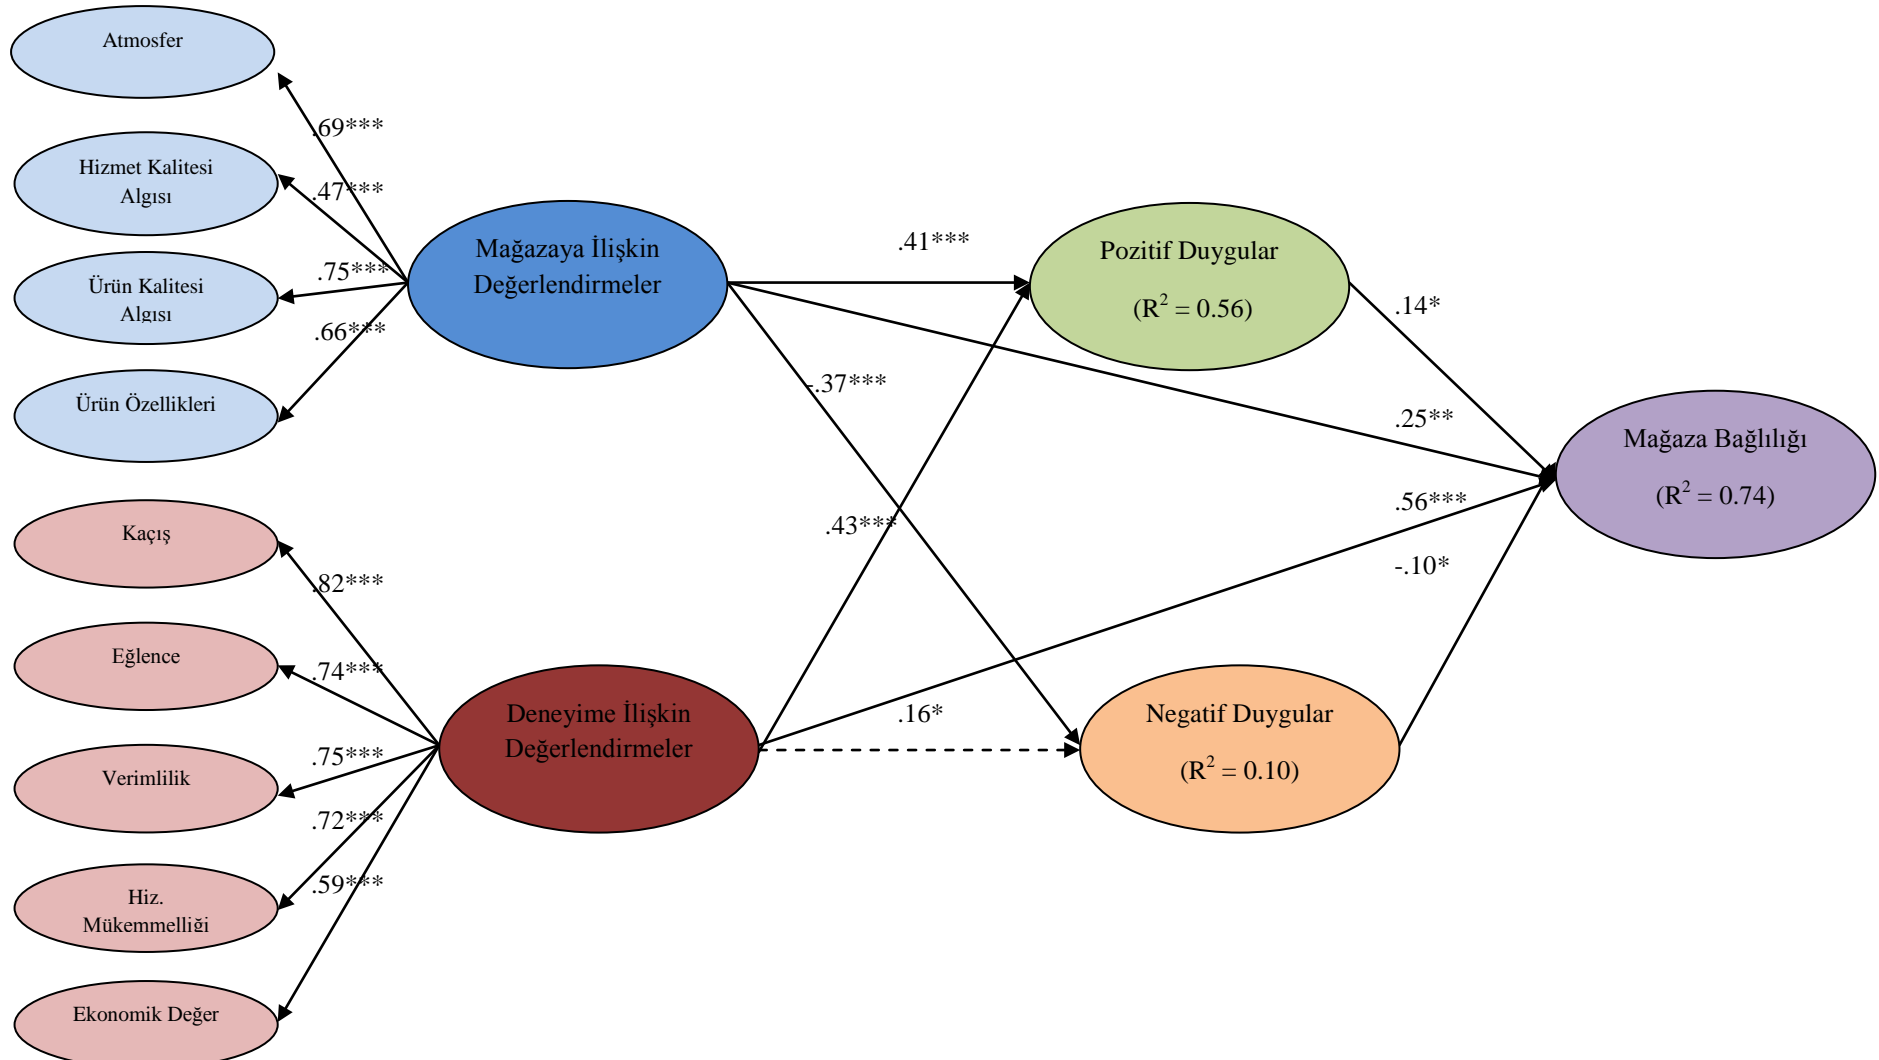 Atmosfer
.69***
Hizmet Kalitesi
Algısı
.47***
Ürün Kalitesi
Algısı
.75***
.66***
Ürün Özellikleri
Mağazaya İlişkin
Değerlendirmeler
.41***
Pozitif Duygular
(R² = 0.56)
.14*
-.37***
.25**
Mağaza Bağlılığı
(R² = 0.74)
.43***
.56***
-.10*
Kaçış
.82***
Eğlence
.74***
Verimlilik
.75***
.72***
Hiz.
Mükemmelliği
.59***
Ekonomik Değer
Deneyime İlişkin
Değerlendirmeler
.16*
Negatif Duygular
(R² = 0.10)